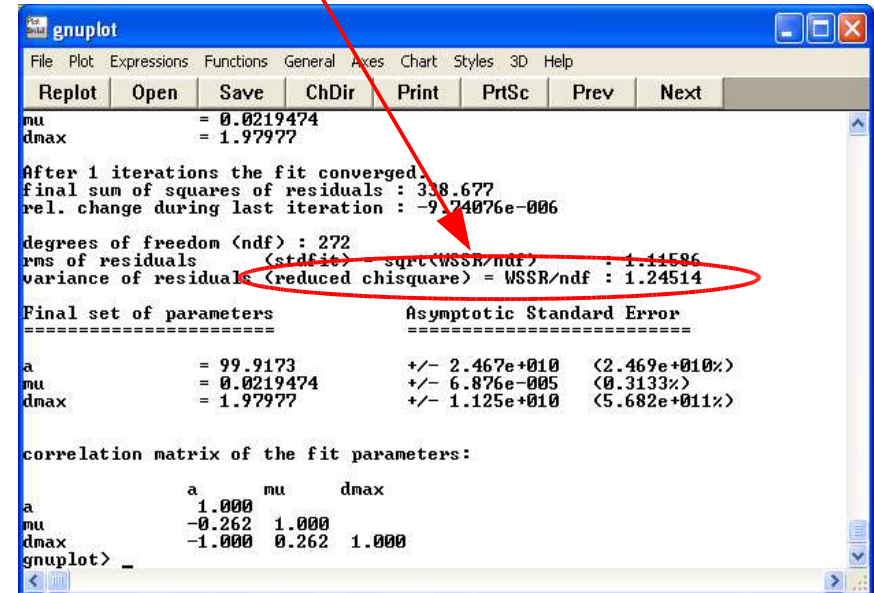 gnuplot
File Plot Expressions Functions General Axes Chart Styles 3D Help
Replot Open Save ChDir Print PrtSc Prev Next
mu = 0.0219474
dmax = 1.97977
After 1 iterations the fit converged.
final sum of squares of residuals : 338.677
rel. change during last iteration : -9.74076e-006
degrees of freedom (ndf) : 272
rms of residuals (stdfit) = sqrt(WSSR/ndf) : 1.11586
variance of residuals (reduced chisquare) = WSSR/ndf : 1.24514
Final set of parameters Asymptotic Standard Error
======================= ==========================
a = 99.9173 +/- 2.467e+010 (2.469e+010%)
mu = 0.0219474 +/- 6.876e-005 (0.3133%)
dmax = 1.97977 +/- 1.125e+010 (5.682e+011%)
correlation matrix of the fit parameters:
a mu dmax
a 1.000
mu -0.262 1.000
dmax -1.000 0.262 1.000
gnuplot> _